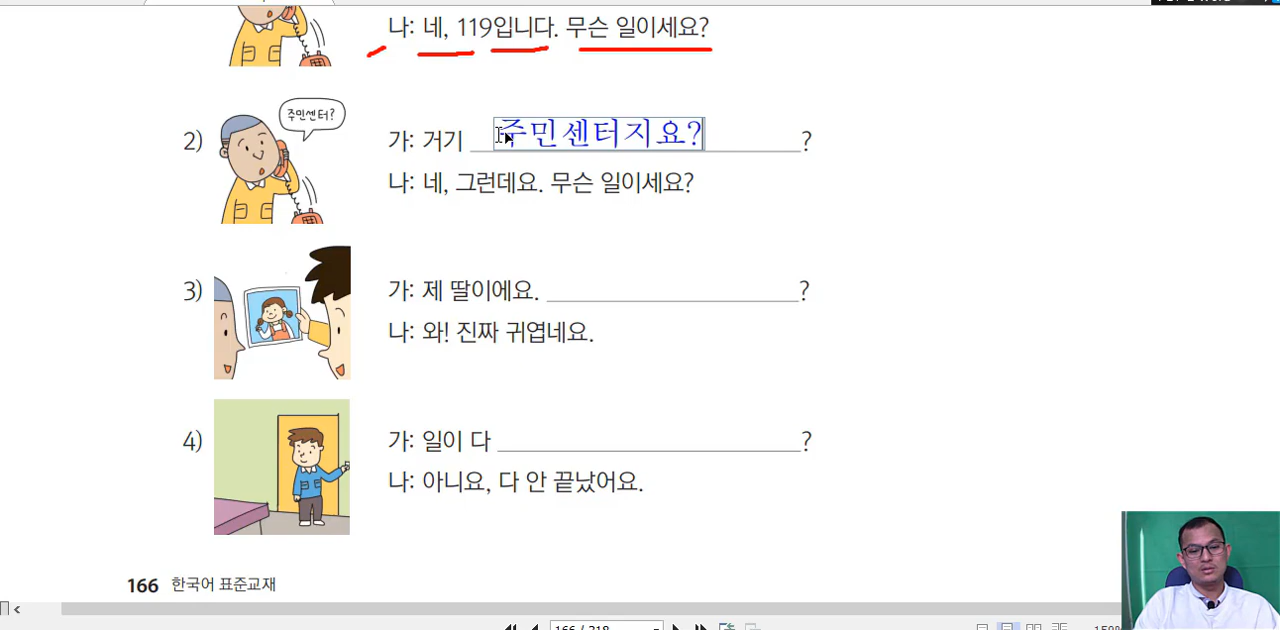 나: 네, 119입니다. 무슨 일이세요?
주민센터?
2) 가: 거기 주민센터지요? ?
나: 네, 그런데요. 무슨 일이세요?
3) 가: 제 딸이에요. ?
나: 와! 진짜 귀엽네요.
4) 가: 일이 다 ?
나: 아니요, 다 안 끝났어요.
166 한국어 표준교재